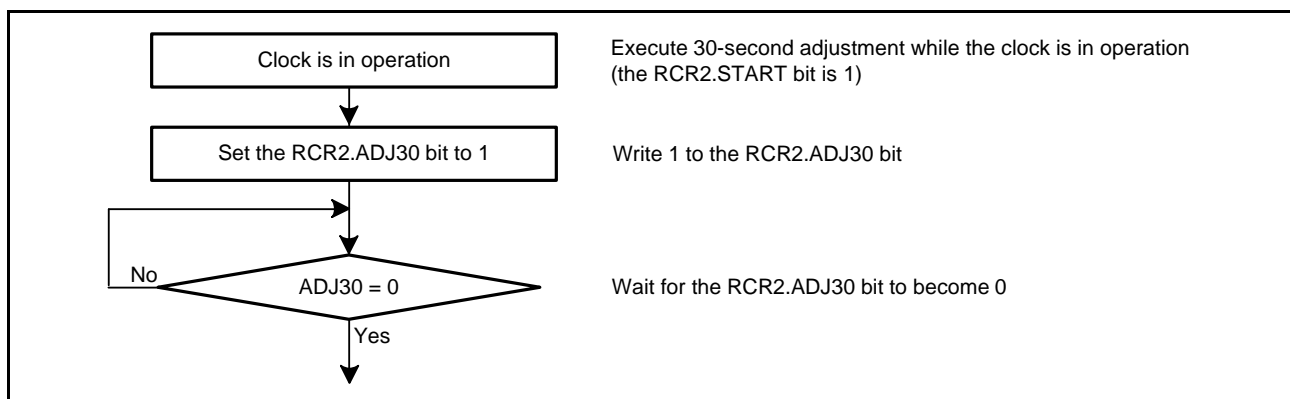 Clock is in operation
Execute 30-second adjustment while the clock is in operation
(the RCR2.START bit is 1)
Set the RCR2.ADJ30 bit to 1
Write 1 to the RCR2.ADJ30 bit
No
ADJ30 = 0
Wait for the RCR2.ADJ30 bit to become 0
Yes